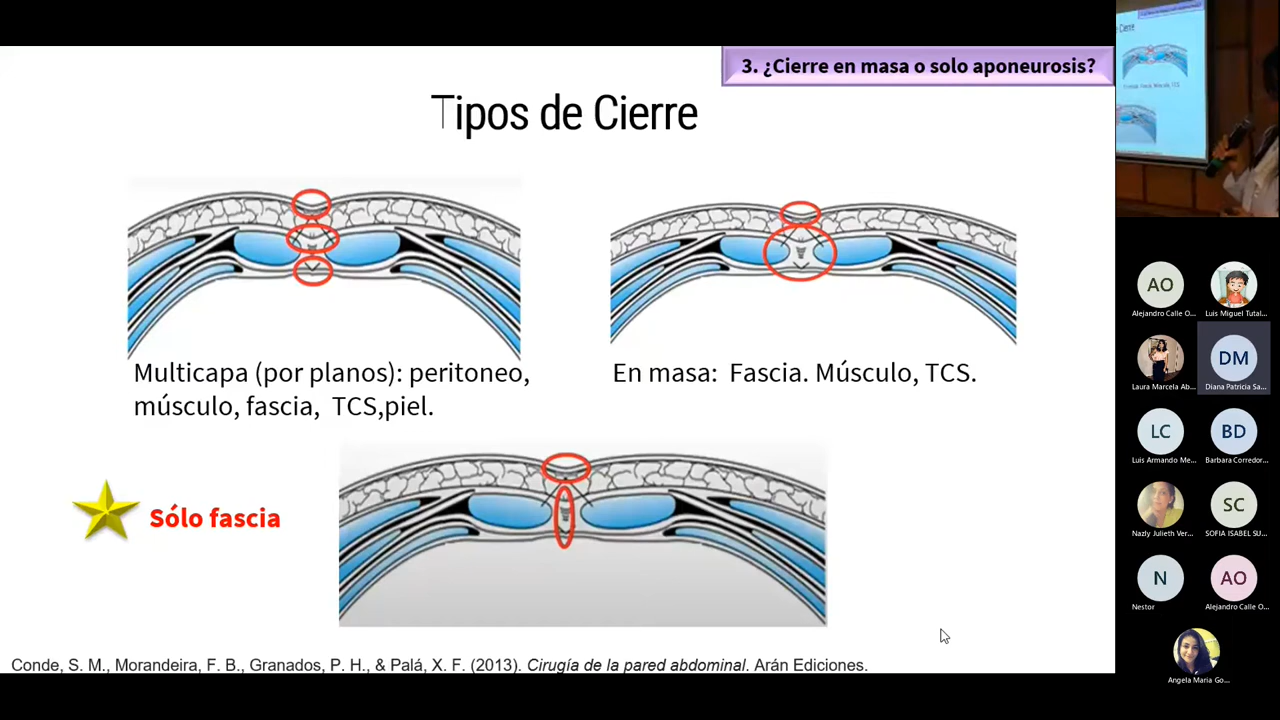 3. ¿Cierre en masa o solo aponeurosis?
Tipos de Cierre
Multicapa (por planos): peritoneo,
músculo, fascia, TCS,piel.
En masa: Fascia. Músculo, TCS.
Sólo fascia
Conde, S. M., Morandeira, F. B., Granados, P. H., & Palá, X. F. (2013). Cirugía de la pared abdominal. Arán Ediciones.
AO
Alejandro Calle O...
Luis Miguel Tutal...
Laura Marcela Ab...
DM
Diana Patricia Sa...
LC
Luis Armando Me...
BD
Barbara Corredor...
Nazly Julieth Ver...
SC
SOFIA ISABEL SU...
N
Nestor
AO
Alejandro Calle O...
Angela Maria Go...